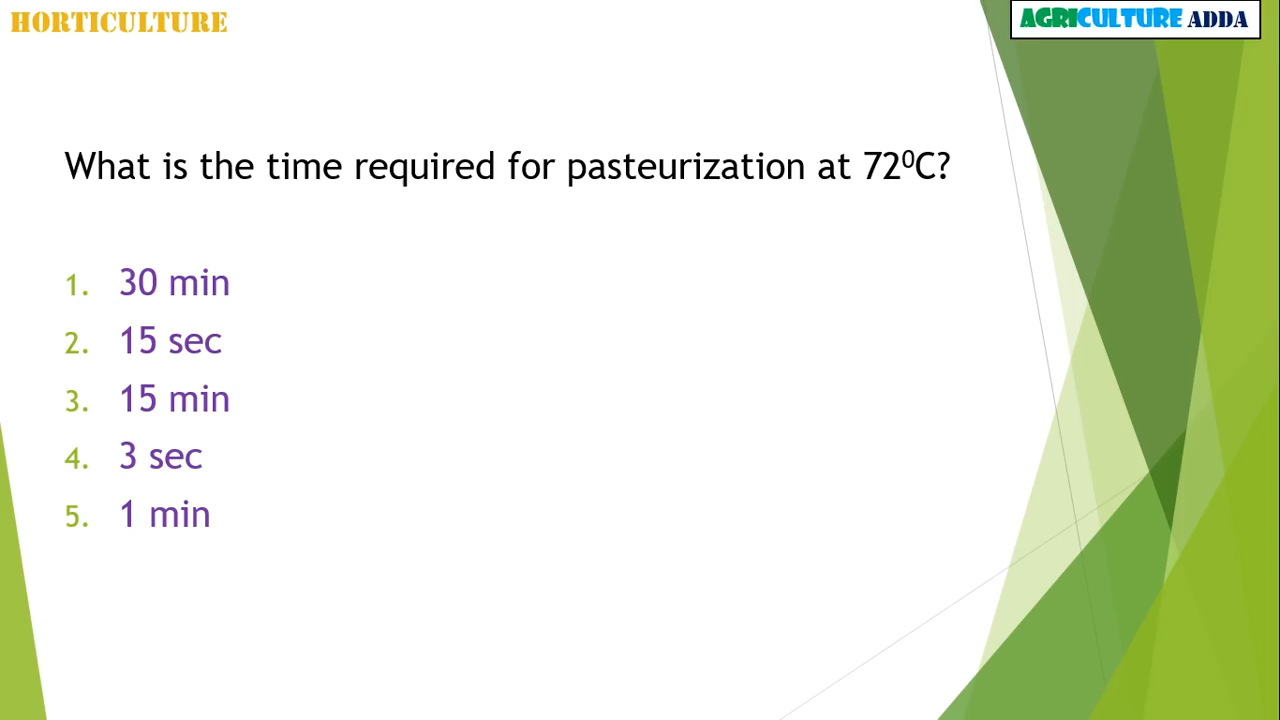 HORTICULTURE
AGRICULTURE ADDA
What is the time required for pasteurization at 72⁰C?
1. 30 min
2. 15 sec
3. 15 min
4. 3 sec
5. 1 min